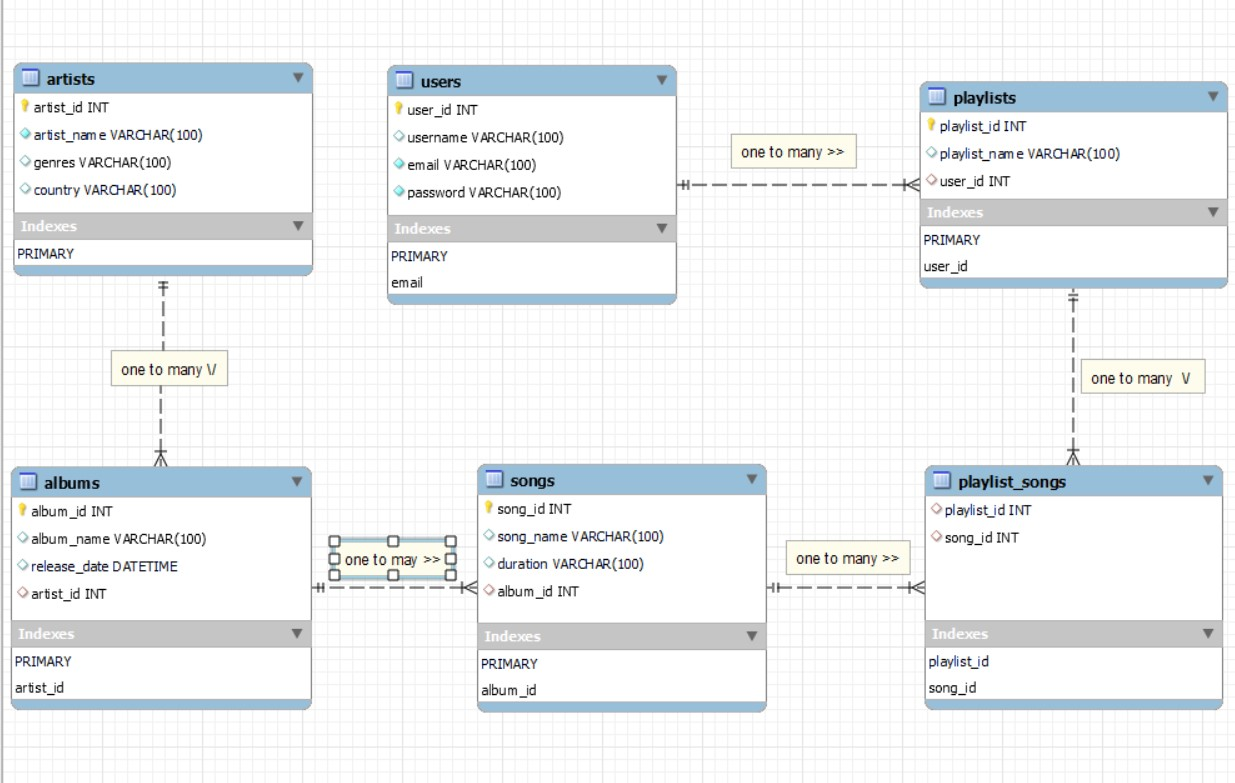 artists
artist_id INT
artist_name VARCHAR(100)
genres VARCHAR(100)
country VARCHAR(100)
Indexes
PRIMARY
users
user_id INT
username VARCHAR(100)
email VARCHAR(100)
password VARCHAR(100)
Indexes
PRIMARY
email
one to many >>
playlists
playlist_id INT
playlist_name VARCHAR(100)
user_id INT
Indexes
PRIMARY
user_id
one to many \/
one to many \/
albums
album_id INT
album_name VARCHAR(100)
release_date DATETIME
artist_id INT
Indexes
PRIMARY
artist_id
one to may >>
songs
song_id INT
song_name VARCHAR(100)
duration VARCHAR(100)
album_id INT
Indexes
PRIMARY
album_id
one to many >>
playlist_songs
playlist_id INT
song_id INT
Indexes
playlist_id
song_id